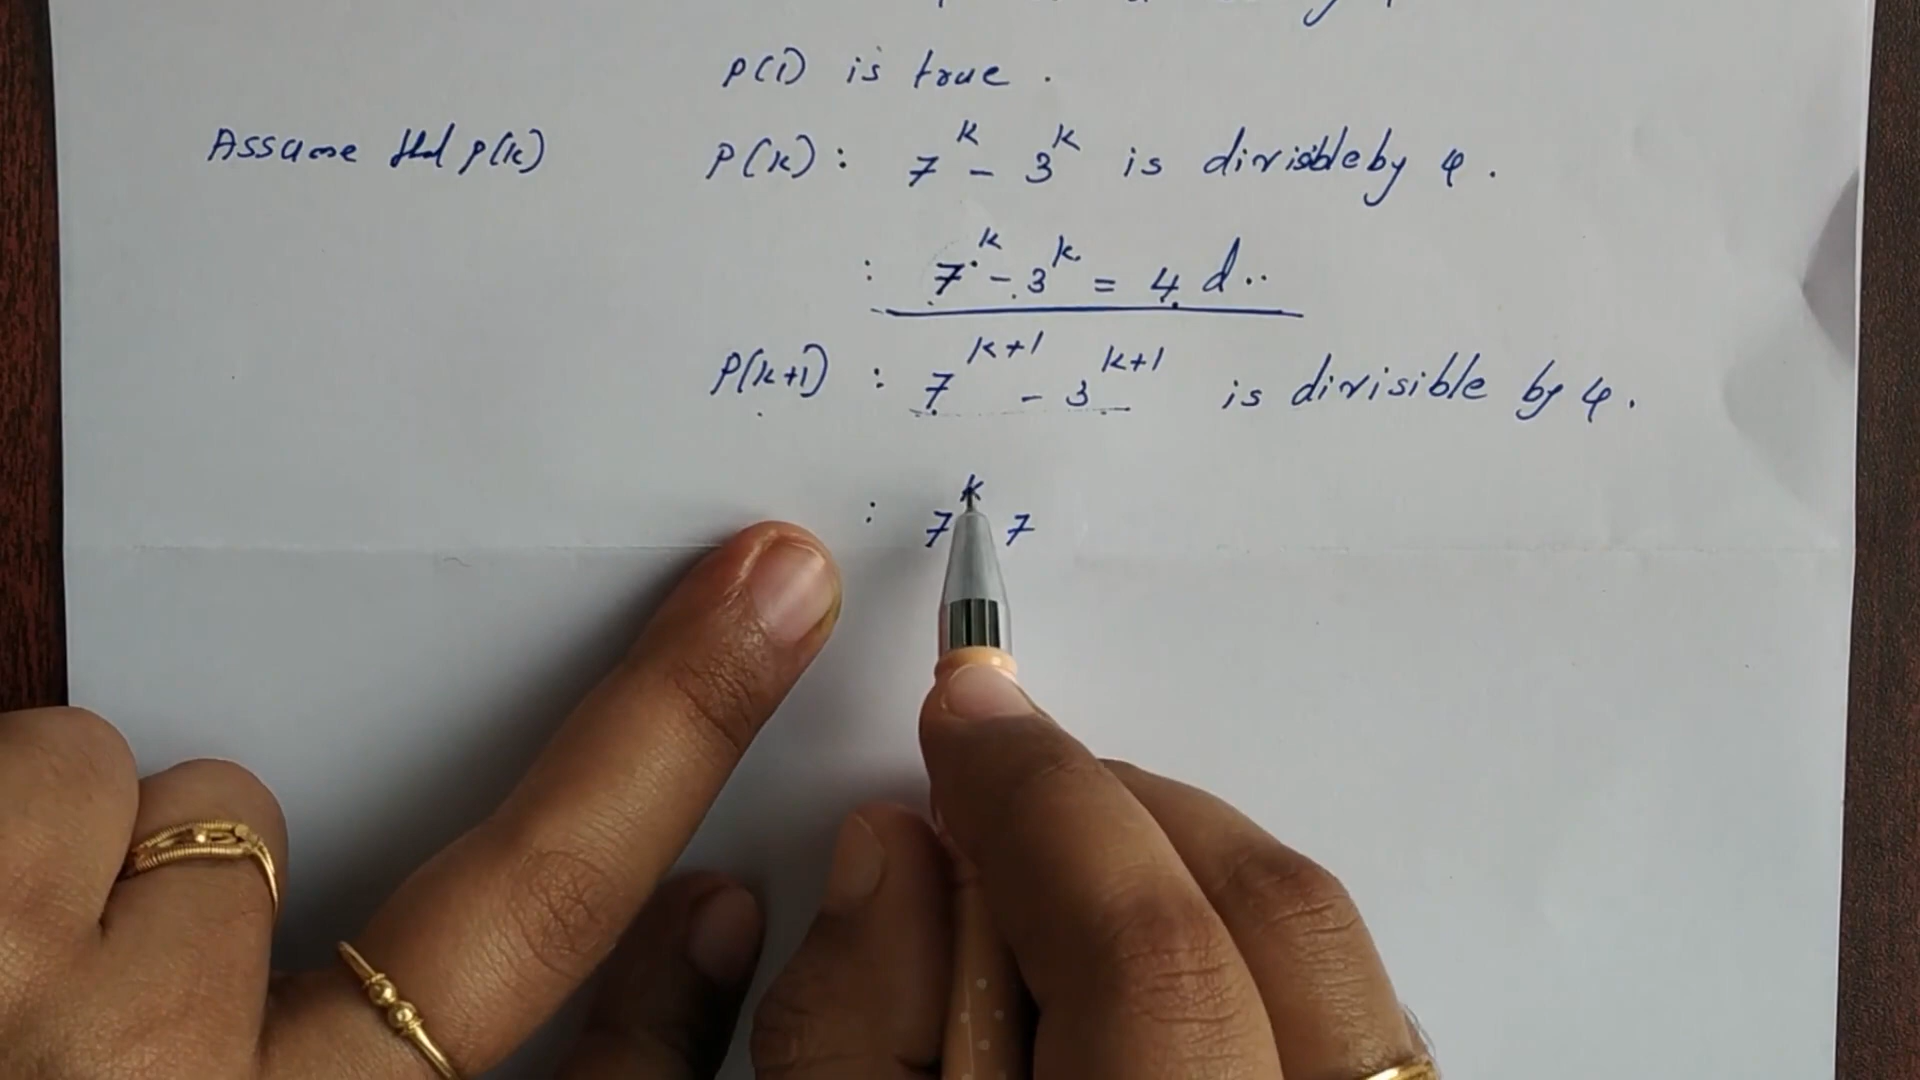 P(1) is true .
Assume that P(k) P(k) : 7^k - 3^k is divisible by 4 .
: 7^k - 3^k = 4 d ..
P(k+1) : 7^k+1 - 3^k+1 is divisible by 4 .
: 7^k 7